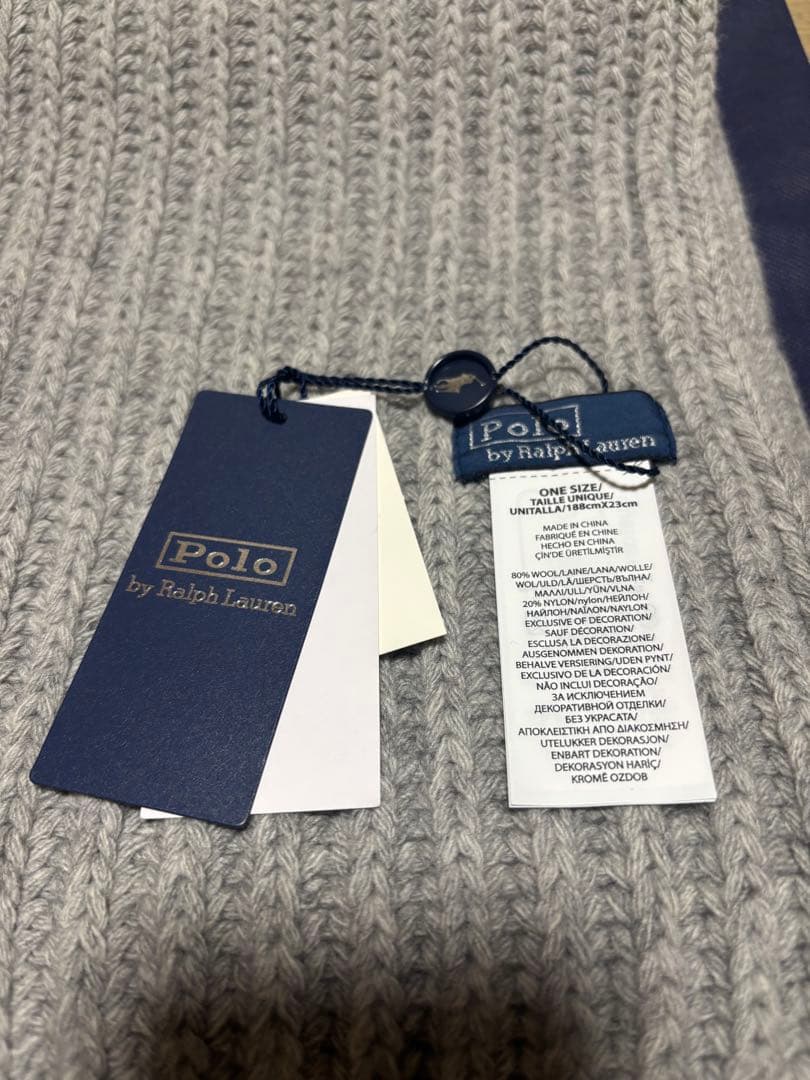 Polo
by Ralph Lauren
Polo
by Ralph Lauren
ONE SIZE/
TAILLE UNIQUE/
UNITALLA/188cmX23cm
MADE IN CHINA
FABRIQUÉ EN CHINE
HECHO EN CHINA
ÇİN'DE ÜRETİLMİŞTİR
80% WOOL/LAINE/LANA/WOLLE/
WOL/ULD/LÃ/ШЕРСТЬ/ВЪЛНА/
ΜΑΛΛΙ/ULL/YÜN/VLNA
20% NYLON/nylon/НЕЙЛОН/
НАЙЛОН/ΝΑΪΛΟΝ/NAYLON
EXCLUSIVE OF DECORATION/
SAUF DÉCORATION/
ESCLUSA LA DECORAZIONE/
AUSGENOMMEN DEKORATION/
BEHALVE VERSIERING/UDEN PYNT/
EXCLUSIVO DE LA DECORACIÓN/
NÃO INCLUI DECORAÇÃO/
ЗА ИСКЛЮЧЕНИЕМ
ДЕКОРАТИВНОЙ ОТДЕЛКИ/
БЕЗ УКРАСАТА/
ΑΠΟΚΛΕΙΣΤΙΚΗ ΑΠΟ ΔΙΑΚΟΣΜΗΣΗ/
UTELUKKER DEKORASJON/
ENBART DEKORATION/
DEKORASYON HARİÇ/
KROMĚ OZDOB